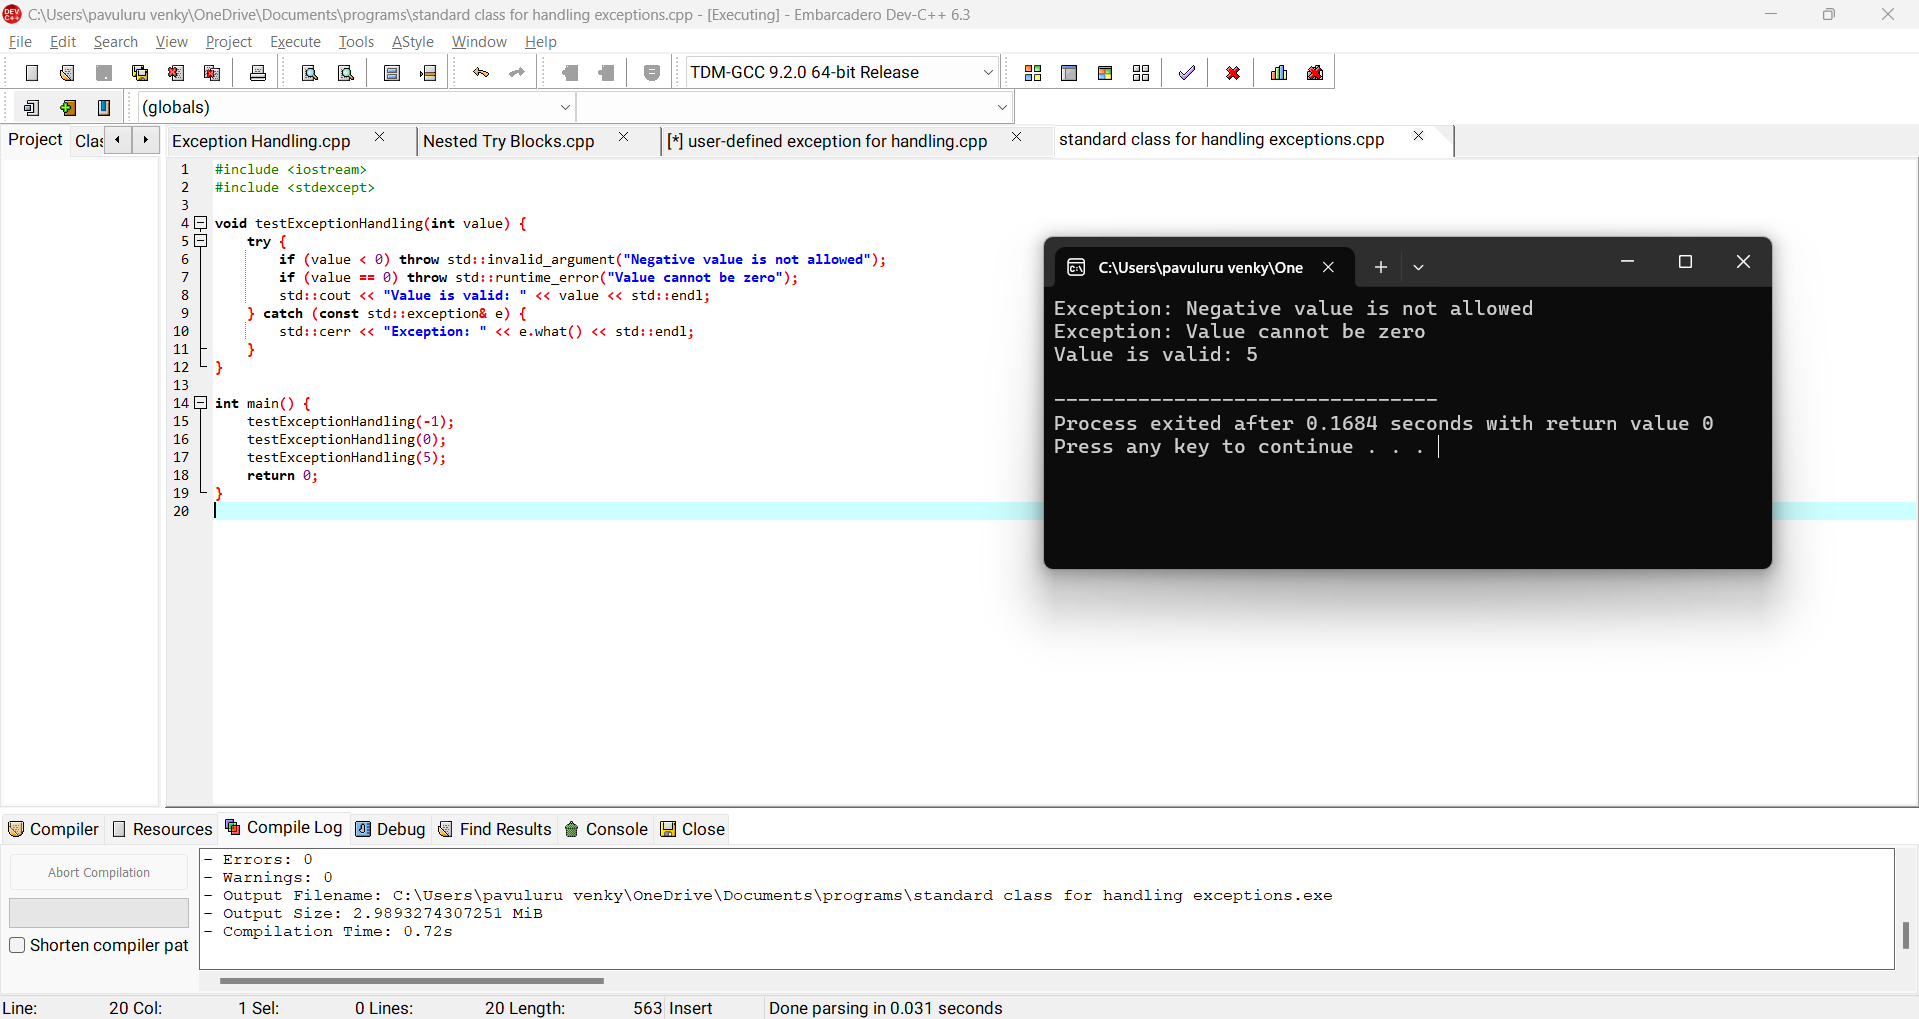 C:\Users\pavuluru venky\OneDrive\Documents\programs\standard class for handling exceptions.cpp - [Executing] - Embarcadero Dev-C++ 6.3
File Edit Search View Project Execute Tools AStyle Window Help
TDM-GCC 9.2.0 64-bit Release
(globals)
Project Clas Exception Handling.cpp Nested Try Blocks.cpp [*] user-defined exception for handling.cpp standard class for handling exceptions.cpp
1 #include <iostream>
2 #include <stdexcept>
3
4 void testExceptionHandling(int value) {
5 try {
6 if (value < 0) throw std::invalid_argument("Negative value is not allowed");
7 if (value == 0) throw std::runtime_error("Value cannot be zero");
8 std::cout << "Value is valid: " << value << std::endl;
9 } catch (const std::exception& e) {
10 std::cerr << "Exception: " << e.what() << std::endl;
11 }
12 }
13
14 int main() {
15 testExceptionHandling(-1);
16 testExceptionHandling(0);
17 testExceptionHandling(5);
18 return 0;
19 }
20
C:\Users\pavuluru venky\One
Exception: Negative value is not allowed
Exception: Value cannot be zero
Value is valid: 5
--------------------------------
Process exited after 0.1684 seconds with return value 0
Press any key to continue . . .
Compiler Resources Compile Log Debug Find Results Console Close
Abort Compilation
Shorten compiler pat
- Errors: 0
- Warnings: 0
- Output Filename: C:\Users\pavuluru venky\OneDrive\Documents\programs\standard class for handling exceptions.exe
- Output Size: 2.9893274307251 MiB
- Compilation Time: 0.72s
Line: 20 Col: 1 Sel: 0 Lines: 20 Length: 563 Insert Done parsing in 0.031 seconds